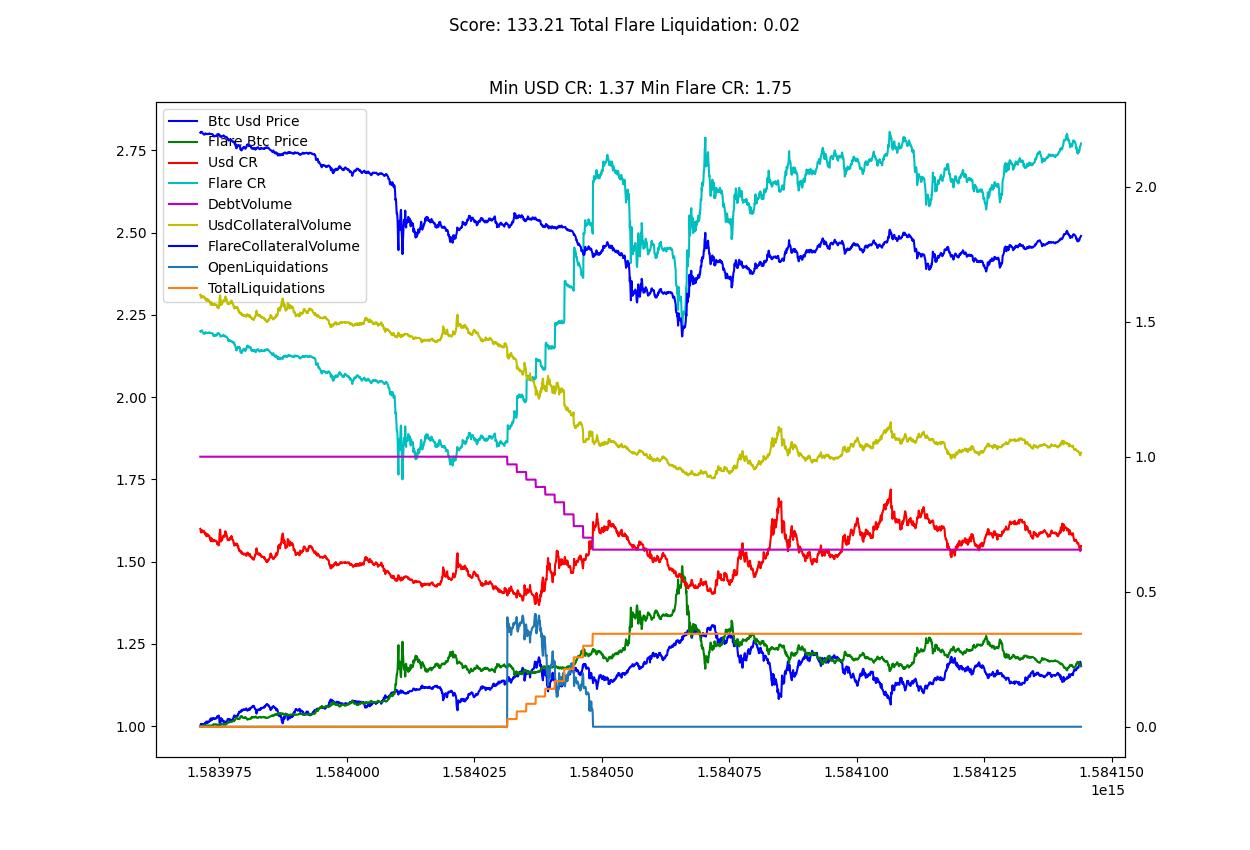 Score: 133.21 Total Flare Liquidation: 0.02
Min USD CR: 1.37 Min Flare CR: 1.75
Btc Usd Price
Flare Btc Price
Usd CR
Flare CR
DebtVolume
UsdCollateralVolume
FlareCollateralVolume
OpenLiquidations
TotalLiquidations
2.75
2.50
2.25
2.00
1.75
1.50
1.25
1.00
2.0
1.5
1.0
0.5
0.0
1.583975 1.584000 1.584025 1.584050 1.584075 1.584100 1.584125 1.584150
1e15